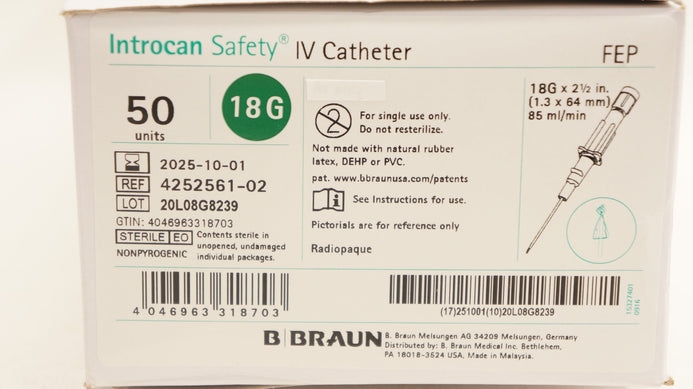 Introcan Safety® IV Catheter
FEP
50
units
18G
2025-10-01
REF 4252561-02
LOT 20L08G8239
GTIN: 4046963318703
STERILE EO Contents sterile in
unopened, undamaged
individual packages.
NONPYROGENIC
2
For single use only.
Do not resterilize.
Not made with natural rubber
latex, DEHP or PVC.
pat. www.bbraunusa.com/patents
i See Instructions for use.
Pictorials are for reference only
Radiopaque
18G x 2½ in.
(1.3 x 64 mm)
85 ml/min
4 046963 318703
(17)251001(10)20L08G8239
15327401
0916
B BRAUN
B. Braun Melsungen AG 34209 Melsungen, Germany
Distributed by: B. Braun Medical Inc. Bethlehem,
PA 18018-3524 USA, Made in Malaysia.